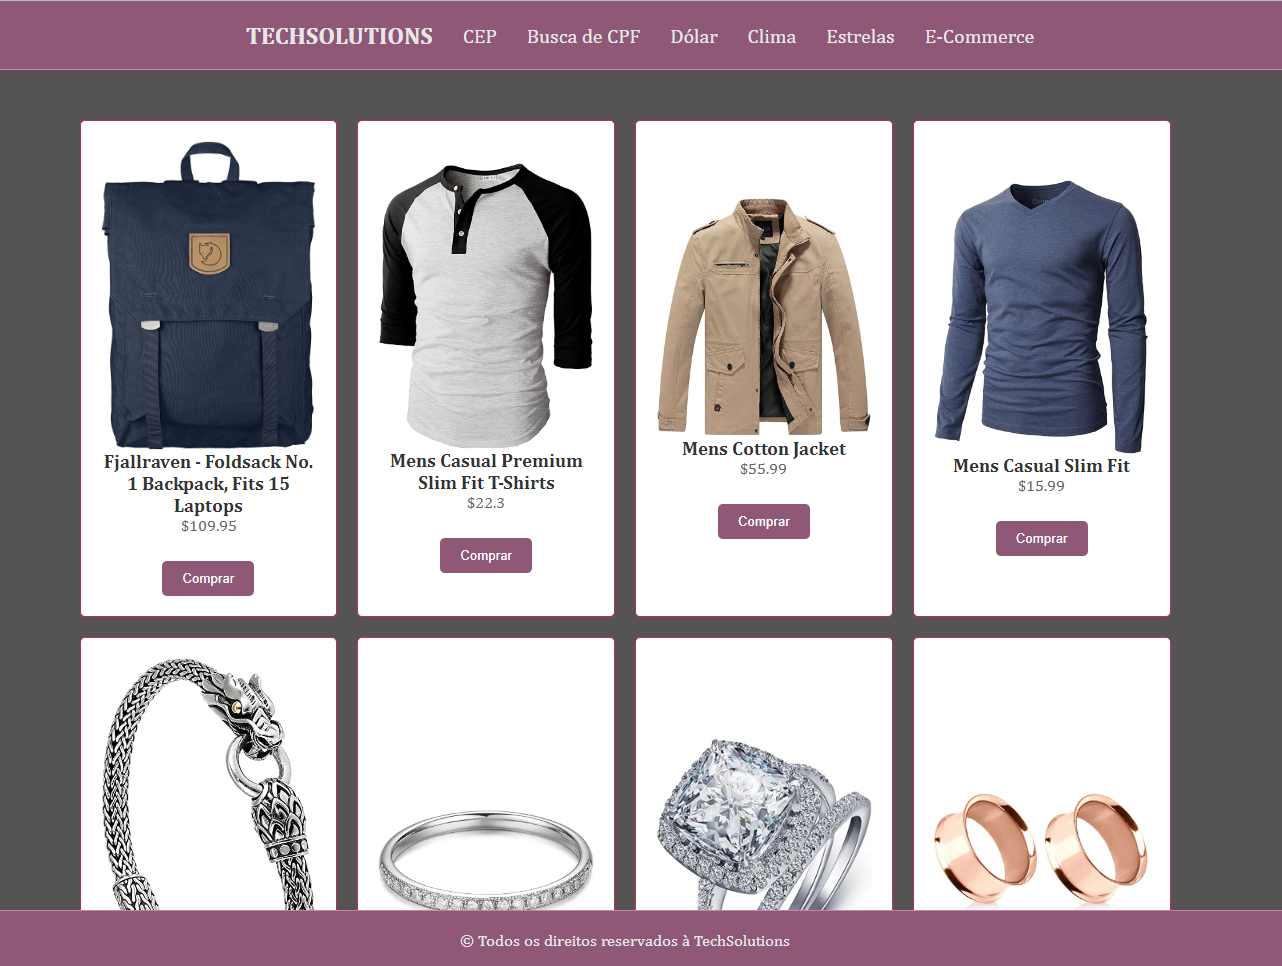 TECHSOLUTIONS CEP Busca de CPF Dólar Clima Estrelas E-Commerce
Fjallraven - Foldsack No.
1 Backpack, Fits 15
Laptops
$109.95
Comprar
Mens Casual Premium
Slim Fit T-Shirts
$22.3
Comprar
Mens Cotton Jacket
$55.99
Comprar
Mens Casual Slim Fit
$15.99
Comprar
© Todos os direitos reservados à TechSolutions